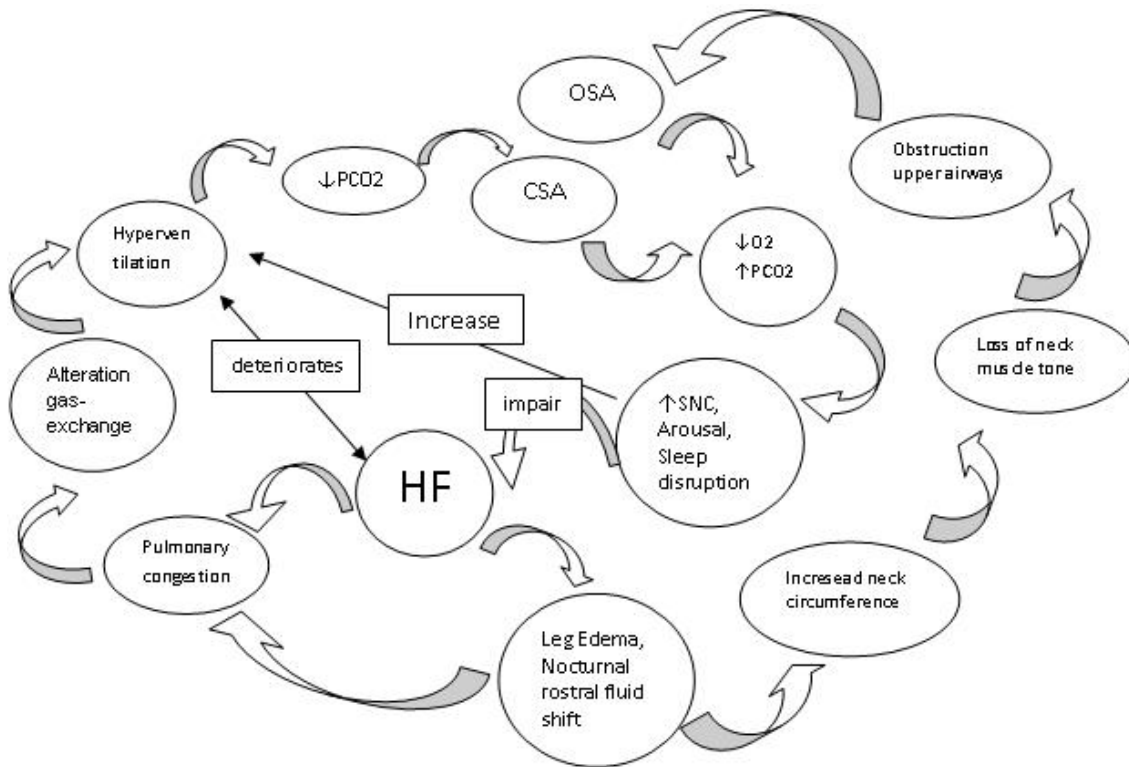 OSA
Obstruction
upper airways
↓PCO2
CSA
Hyperven
tilation
↓O2
↑PCO2
Increase
Loss of neck
muscle tone
deteriorates
Alteration
gas-
exchange
impair
↑SNC,
Arousal,
Sleep
disruption
HF
Pulmonary
congestion
Incresead neck
circumference
Leg Edema,
Nocturnal
rostral fluid
shift